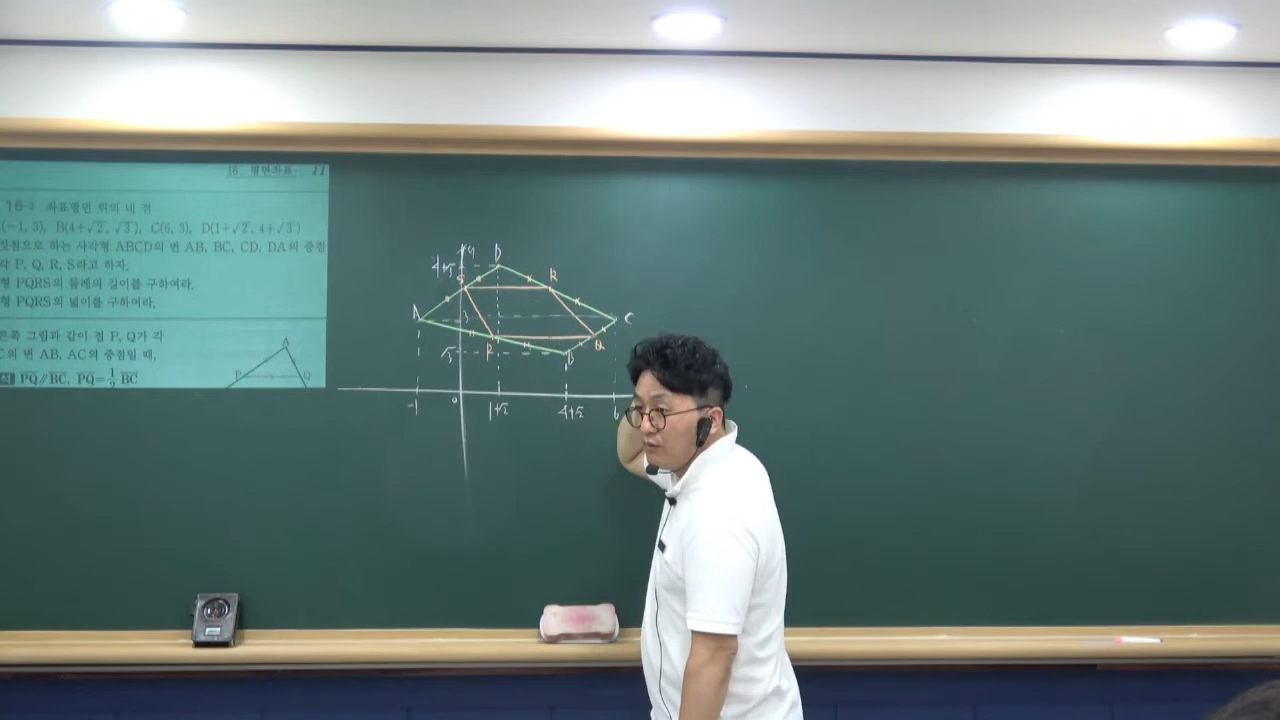 16. 평면좌표 11
16-3 좌표평면 위의 네 점
(−1, 3), B(4+√2, √3), C(6, 3), D(1+√2, 4+√3)
짓점으로 하는 사각형 ABCD의 변 AB, BC, CD, DA의 중점
각 P, Q, R, S라고 하자.
형 PQRS의 둘레의 길이를 구하여라.
형 PQRS의 넓이를 구하여라.
른쪽 그림과 같이 점 P, Q가 각
C의 변 AB, AC의 중점일 때,
PQ∥BC, PQ=1/2 BC
A
P Q
y
D
4+√3
S R
A 3 C
P Q
√3 B
-1 0 1+√2 4+√2 6